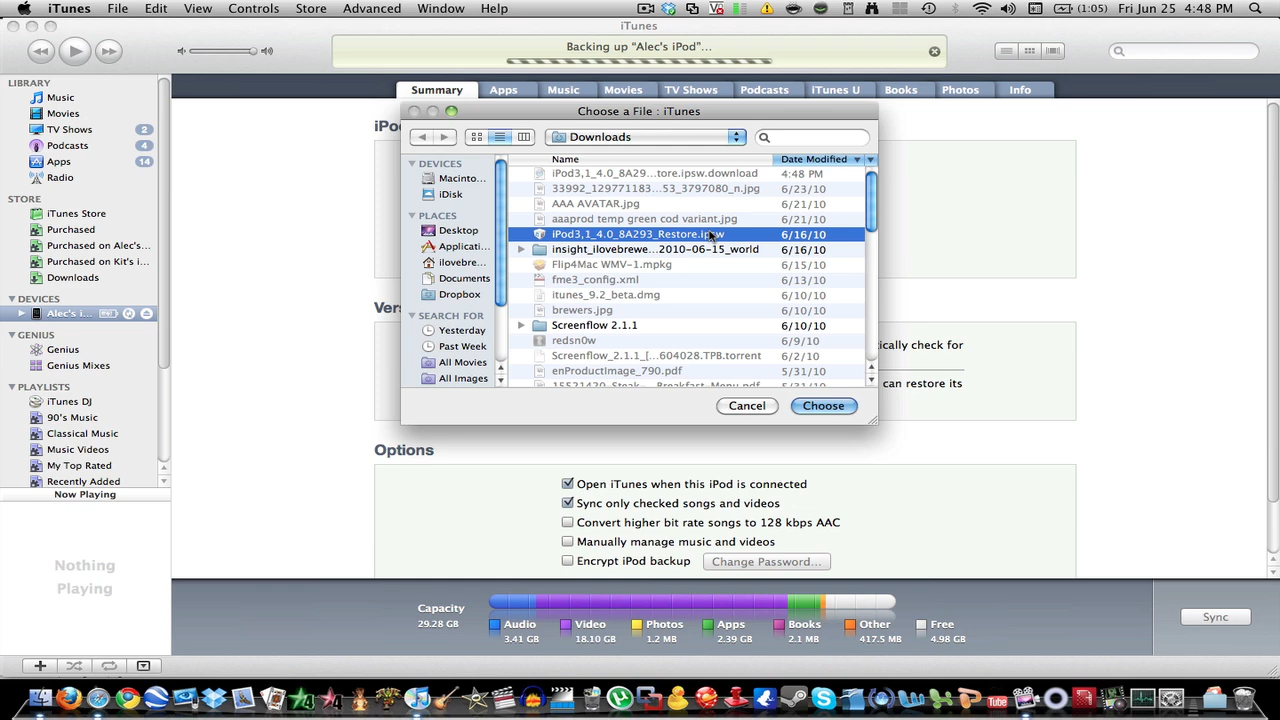 iTunes File Edit View Controls Store Advanced Window Help (1:05) Fri Jun 25 4:48 PM
iTunes
Backing up “Alec's iPod”...
LIBRARY
Music
Movies
TV Shows 2
Podcasts 4
Apps 14
Radio
STORE
iTunes Store
Purchased
Purchased on Alec's...
Purchased on Kit's i...
Downloads
DEVICES
Alec's i...
GENIUS
Genius
Genius Mixes
PLAYLISTS
iTunes DJ
90's Music
Classical Music
Music Videos
My Top Rated
Recently Added
Now Playing
Nothing
Playing
Summary Apps Music Movies TV Shows Podcasts iTunes U Books Photos Info
Choose a File : iTunes
Downloads
DEVICES
Macinto...
iDisk
PLACES
Desktop
Applicati...
ilovebre...
Documents
Dropbox
SEARCH FOR
Yesterday
Past Week
All Movies
All Images
Name Date Modified
iPod3,1_4.0_8A29...tore.ipsw.download 4:48 PM
33992_129771183...53_3797080_n.jpg 6/23/10
AAA AVATAR.jpg 6/21/10
aaaprod temp green cod variant.jpg 6/21/10
iPod3,1_4.0_8A293_Restore.ipsw 6/16/10
insight_ilovebrewe...2010-06-15_world 6/16/10
Flip4Mac WMV-1.mpkg 6/15/10
fme3_config.xml 6/13/10
itunes_9.2_beta.dmg 6/10/10
brewers.jpg 6/10/10
Screenflow 2.1.1 6/10/10
redsn0w 6/9/10
Screenflow_2.1.1_[...604028.TPB.torrent 6/2/10
enProductImage_790.pdf 5/31/10
15521420_Steak...Breakfast_Menu.pdf 5/31/10
Cancel Choose
iPod
Vers
tically check for
can restore its
Options
Open iTunes when this iPod is connected
Sync only checked songs and videos
Convert higher bit rate songs to 128 kbps AAC
Manually manage music and videos
Encrypt iPod backup Change Password...
Capacity
29.28 GB
Audio Video Photos Apps Books Other Free
3.41 GB 18.10 GB 1.2 MB 2.39 GB 2.1 MB 417.5 MB 4.98 GB
Sync